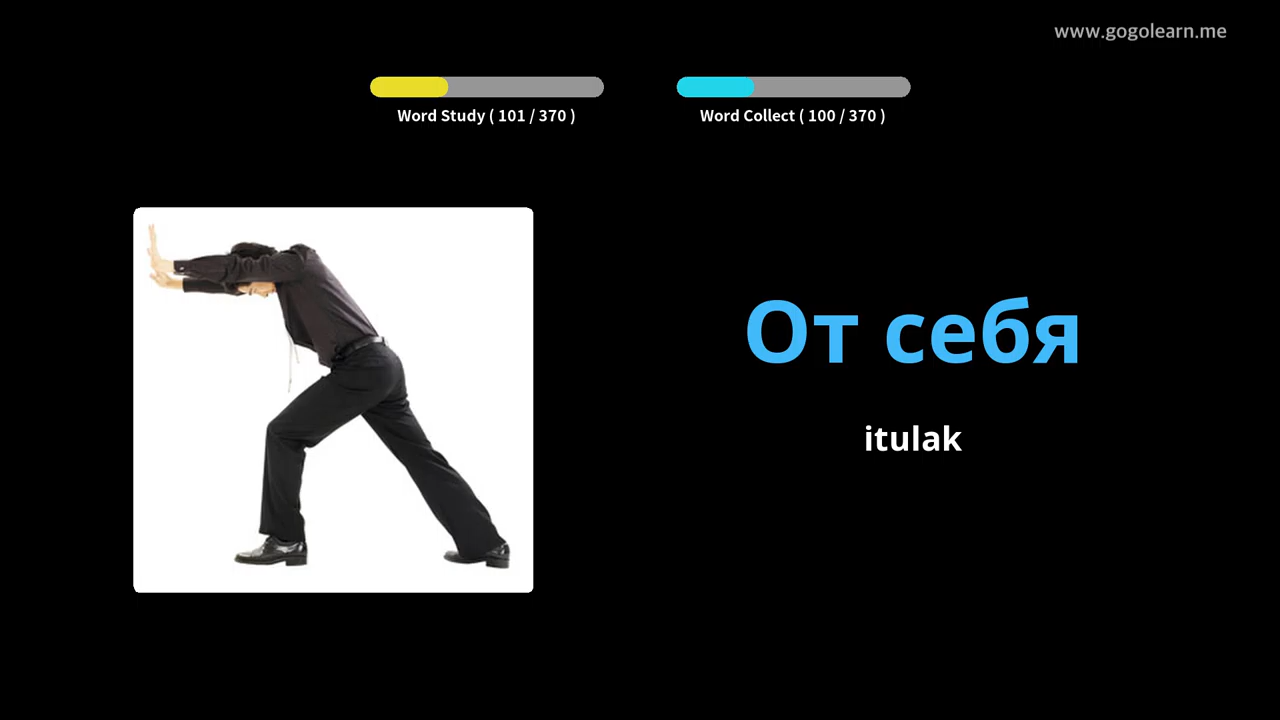 www.gogolearn.me
Word Study ( 101 / 370 )
Word Collect ( 100 / 370 )
От себя
itulak